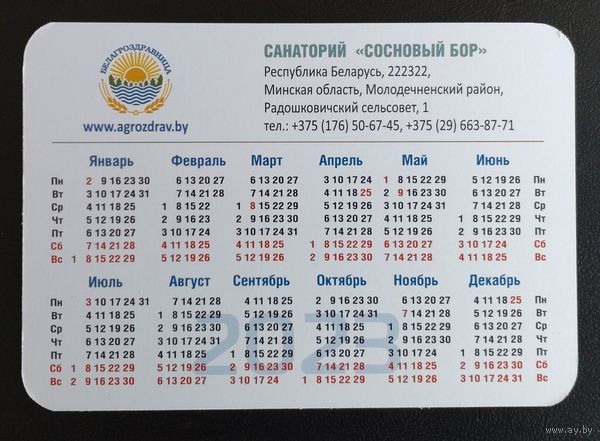 БЕЛАГРОЗДРАВНИЦА
www.agrozdrav.by
САНАТОРИЙ «СОСНОВЫЙ БОР»
Республика Беларусь, 222322,
Минская область, Молодечненский район,
Радошковичский сельсовет, 1
тел.: +375 (176) 50-67-45, +375 (29) 663-87-71
Январь Февраль Март Апрель Май Июнь
Пн 2 9 16 23 30 6 13 20 27 6 13 20 27 3 10 17 24 1 8 15 22 29 5 12 19 26 Пн
Вт 3 10 17 24 31 7 14 21 28 7 14 21 28 4 11 18 25 2 9 16 23 30 6 13 20 27 Вт
Ср 4 11 18 25 1 8 15 22 1 8 15 22 29 5 12 19 26 3 10 17 24 31 7 14 21 28 Ср
Чт 5 12 19 26 2 9 16 23 2 9 16 23 30 6 13 20 27 4 11 18 25 1 8 15 22 29 Чт
Пт 6 13 20 27 3 10 17 24 3 10 17 24 31 7 14 21 28 5 12 19 26 2 9 16 23 30 Пт
Сб 7 14 21 28 4 11 18 25 4 11 18 25 1 8 15 22 29 6 13 20 27 3 10 17 24 Сб
Вс 1 8 15 22 29 5 12 19 26 5 12 19 26 2 9 16 23 30 7 14 21 28 4 11 18 25 Вс
Июль Август Сентябрь Октябрь Ноябрь Декабрь
Пн 3 10 17 24 31 7 14 21 28 4 11 18 25 2 9 16 23 30 6 13 20 27 4 11 18 25 Пн
Вт 4 11 18 25 1 8 15 22 29 5 12 19 26 3 10 17 24 31 7 14 21 28 5 12 19 26 Вт
Ср 5 12 19 26 2 9 16 23 30 6 13 20 27 4 11 18 25 1 8 15 22 29 6 13 20 27 Ср
Чт 6 13 20 27 3 10 17 24 31 7 14 21 28 5 12 19 26 2 9 16 23 30 7 14 21 28 Чт
Пт 7 14 21 28 4 11 18 25 1 8 15 22 29 6 13 20 27 3 10 17 24 1 8 15 22 29 Пт
Сб 1 8 15 22 29 5 12 19 26 2 9 16 23 30 7 14 21 28 4 11 18 25 2 9 16 23 30 Сб
Вс 2 9 16 23 30 6 13 20 27 3 10 17 24 1 8 15 22 29 5 12 19 26 3 10 17 24 31 Вс
2023
www.ay.by